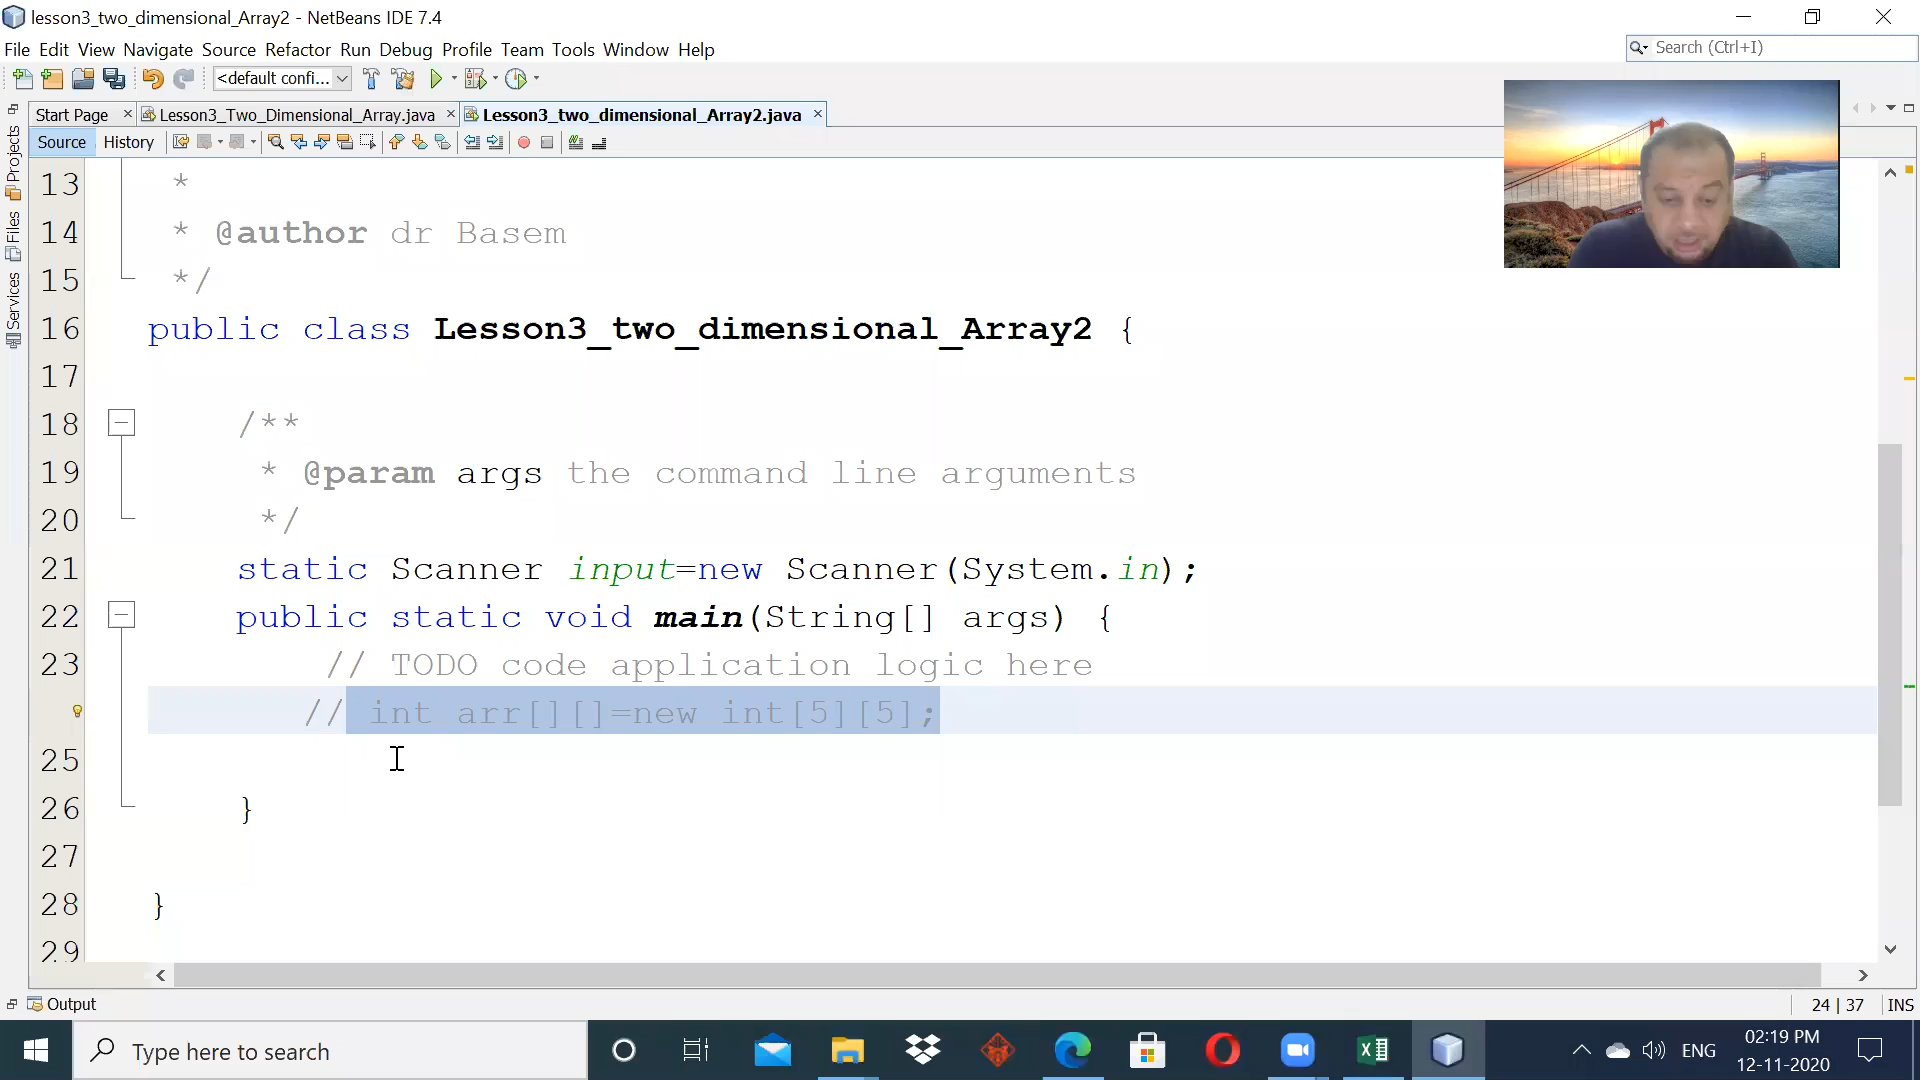 lesson3_two_dimensional_Array2 - NetBeans IDE 7.4
File Edit View Navigate Source Refactor Run Debug Profile Team Tools Window Help
Search (Ctrl+I)
<default confi...
Start Page
Lesson3_Two_Dimensional_Array.java
Lesson3_two_dimensional_Array2.java
Source History
Projects
Files
Services
13 *
14 * @author dr Basem
15 */
16 public class Lesson3_two_dimensional_Array2 {
17
18 /**
19 * @param args the command line arguments
20 */
21 static Scanner input=new Scanner(System.in);
22 public static void main(String[] args) {
23 // TODO code application logic here
// int arr[][]=new int[5][5];
25
26 }
27
28 }
29
Output
24 | 37 INS
Type here to search
ENG
02:19 PM
12-11-2020